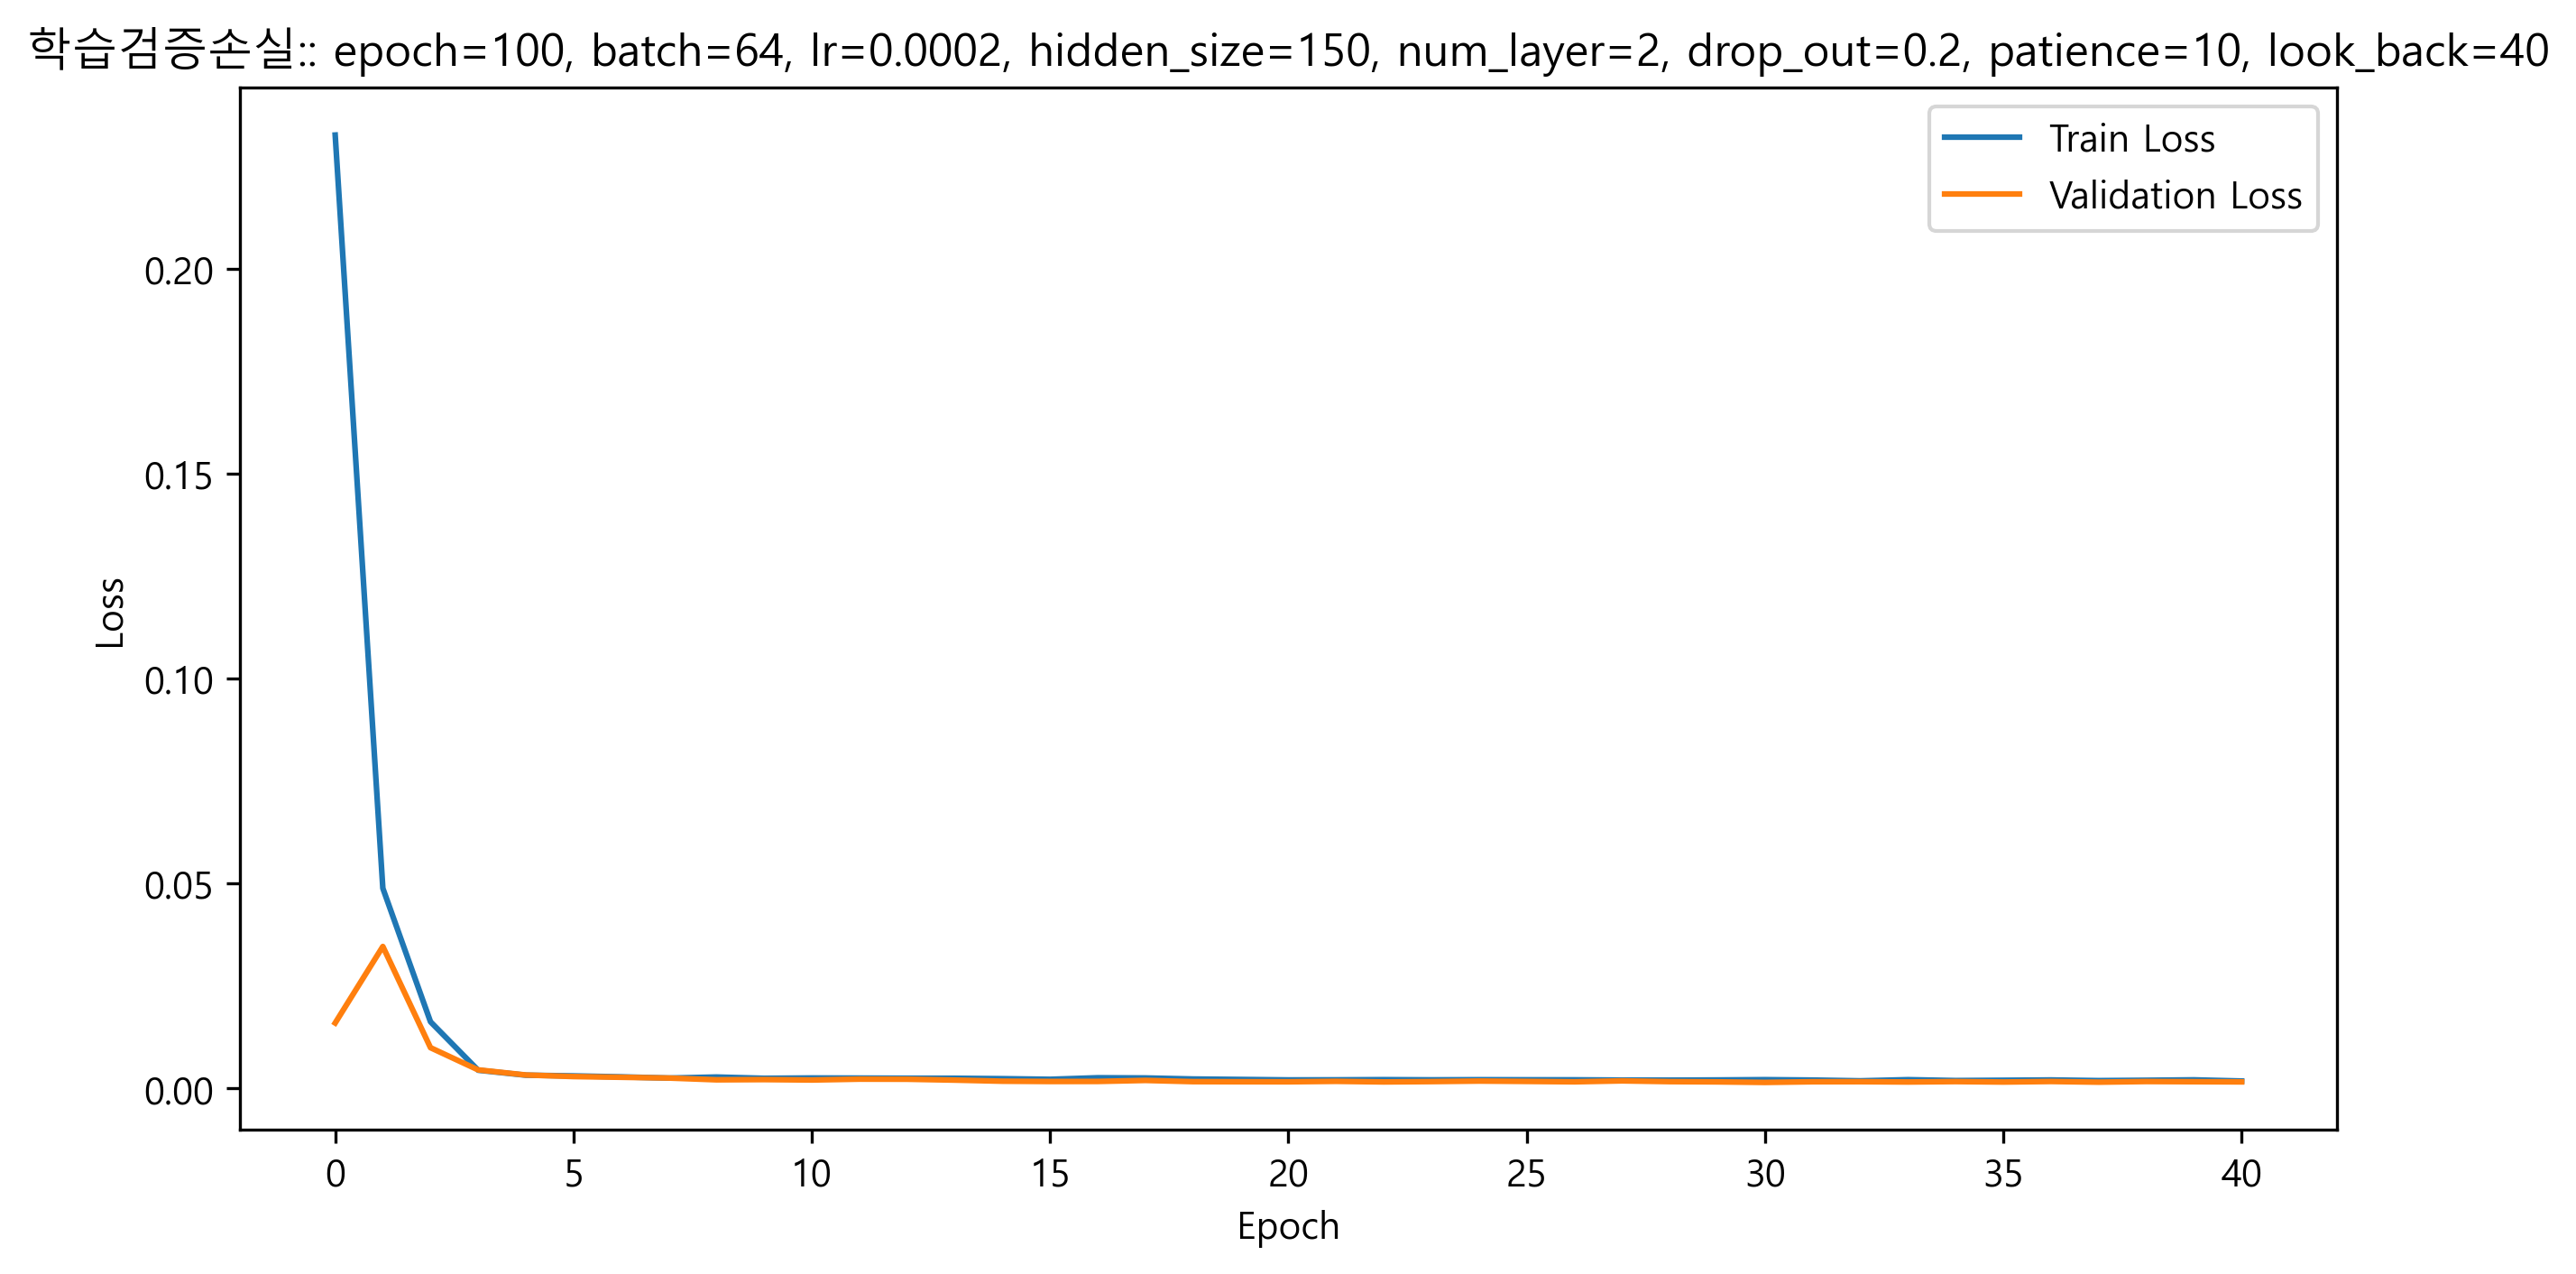 학습검증손실:: epoch=100, batch=64, lr=0.0002, hidden_size=150, num_layer=2, drop_out=0.2, patience=10, look_back=40
Train Loss
Validation Loss
0.20
0.15
0.10
0.05
0.00
Loss
0 5 10 15 20 25 30 35 40
Epoch